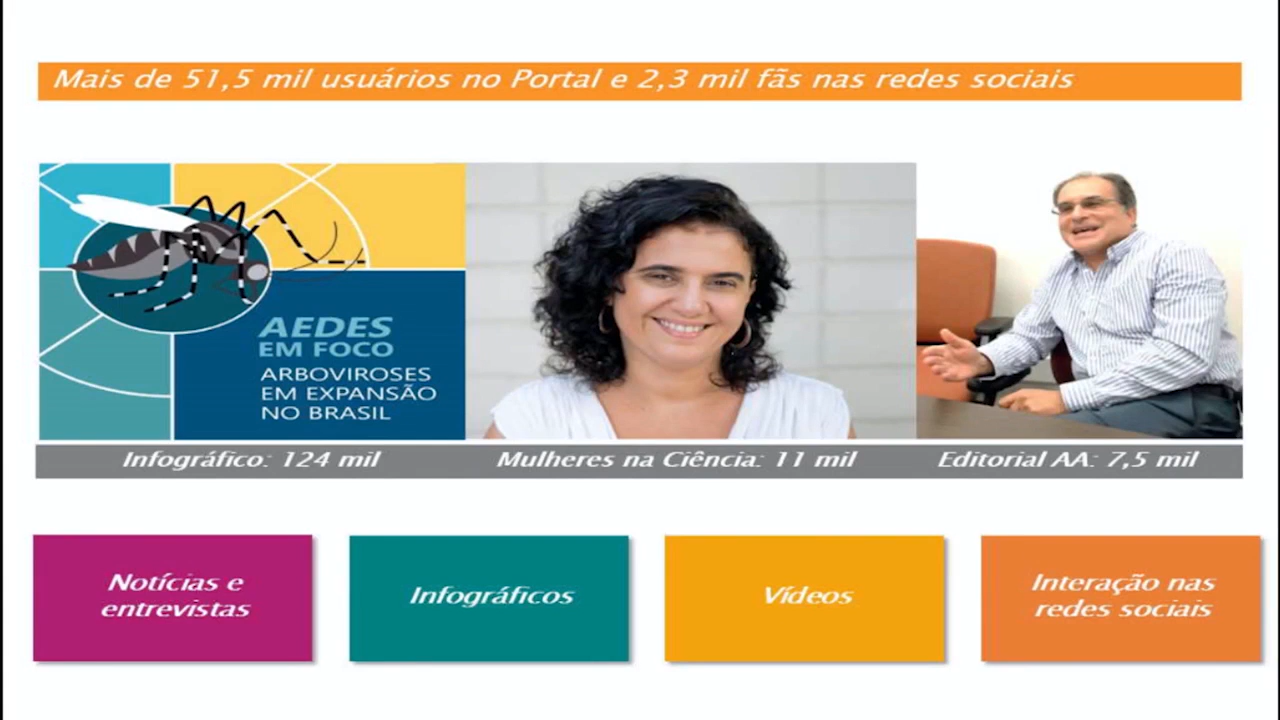 Mais de 51,5 mil usuários no Portal e 2,3 mil fãs nas redes sociais
AEDES
EM FOCO
ARBOVIROSES
EM EXPANSÃO
NO BRASIL
Infográfico: 124 mil
Mulheres na Ciência: 11 mil
Editorial AA: 7,5 mil
Notícias e
entrevistas
Infográficos
Vídeos
Interação nas
redes sociais